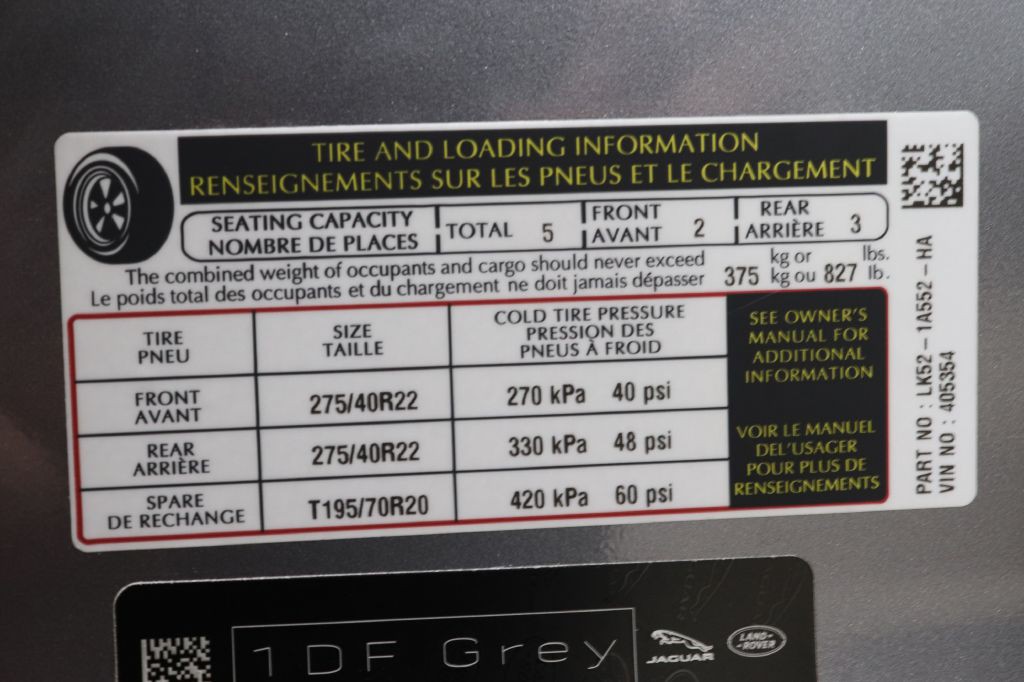 TIRE AND LOADING INFORMATION
RENSEIGNEMENTS SUR LES PNEUS ET LE CHARGEMENT
SEATING CAPACITY
NOMBRE DE PLACES
TOTAL 5
FRONT
AVANT 2
REAR
ARRIÈRE 3
The combined weight of occupants and cargo should never exceed
Le poids total des occupants et du chargement ne doit jamais dépasser
375 kg or
kg ou 827 lbs.
lb.
TIRE
PNEU
SIZE
TAILLE
COLD TIRE PRESSURE
PRESSION DES
PNEUS À FROID
FRONT
AVANT
275/40R22
270 kPa 40 psi
REAR
ARRIÈRE
275/40R22
330 kPa 48 psi
SPARE
DE RECHANGE
T195/70R20
420 kPa 60 psi
SEE OWNER'S
MANUAL FOR
ADDITIONAL
INFORMATION
VOIR LE MANUEL
DEL'USAGER
POUR PLUS DE
RENSEIGNEMENTS
PART NO : LK52-1A552-HA
VIN NO : 405354
1DF Grey
JAGUAR
LAND-
-ROVER